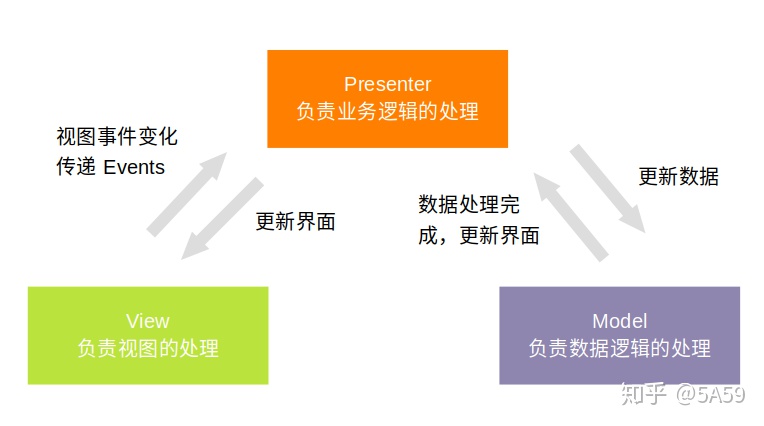 Presenter
负责业务逻辑的处理
视图事件变化
传递 Events
更新界面
数据处理完
成，更新界面
更新数据
View
负责视图的处理
Model
负责数据逻辑的处理
知乎 @5A59